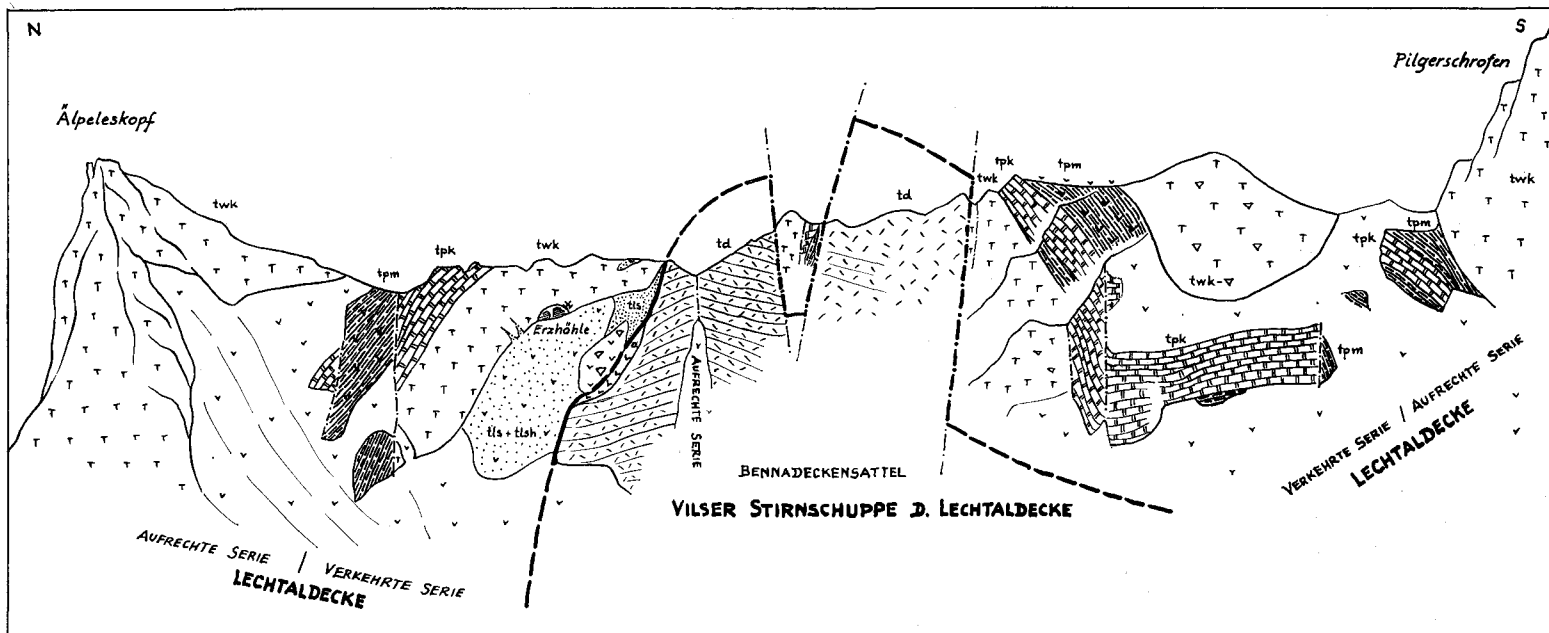 N
S
Pilgerschrofen
Älpeleskopf
tpk
tpm
twk
twk
twk
td
td
tpm
tpk
twk
tpm
tpk
tls
Erzhöhle
twk-▽
tpk
tpm
AUFRECHTE SERIE
tls + tlsh
BENNADECKENSATTEL
VILSER STIRNSCHUPPE D. LECHTALDECKE
VERKEHRTE SERIE / AUFRECHTE SERIE
LECHTALDECKE
AUFRECHTE SERIE / VERKEHRTE SERIE
LECHTALDECKE